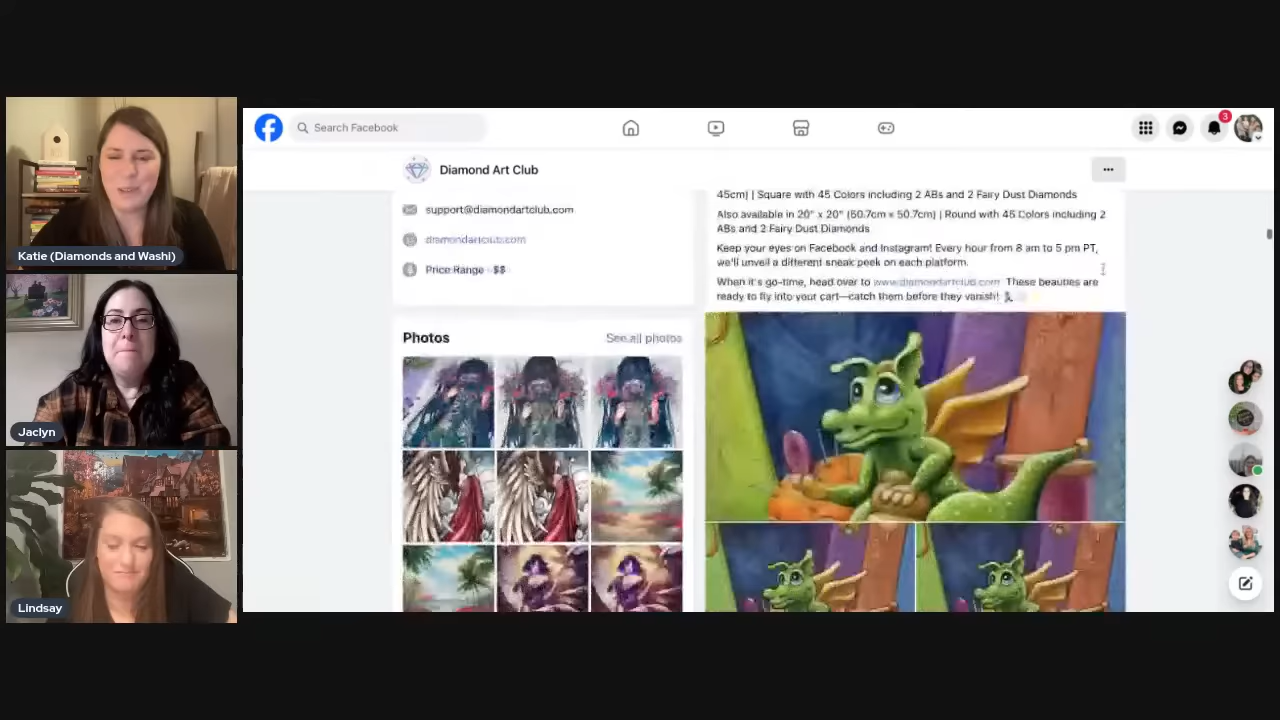 Katie (Diamonds and Washi)
Jaclyn
Lindsay
Search Facebook
3
Diamond Art Club
support@diamondartclub.com
diamondartclub.com
Price Range · $$
Photos
See all photos
45cm) | Square with 45 Colors including 2 ABs and 2 Fairy Dust Diamonds
Also available in 20" x 20" (50.7cm x 50.7cm) | Round with 45 Colors including 2
ABs and 2 Fairy Dust Diamonds
Keep your eyes on Facebook and Instagram! Every hour from 8 am to 5 pm PT,
we'll unveil a different sneak peek on each platform.
When it's go-time, head over to www.diamondartclub.com. These beauties are
ready to fly into your cart—catch them before they vanish!